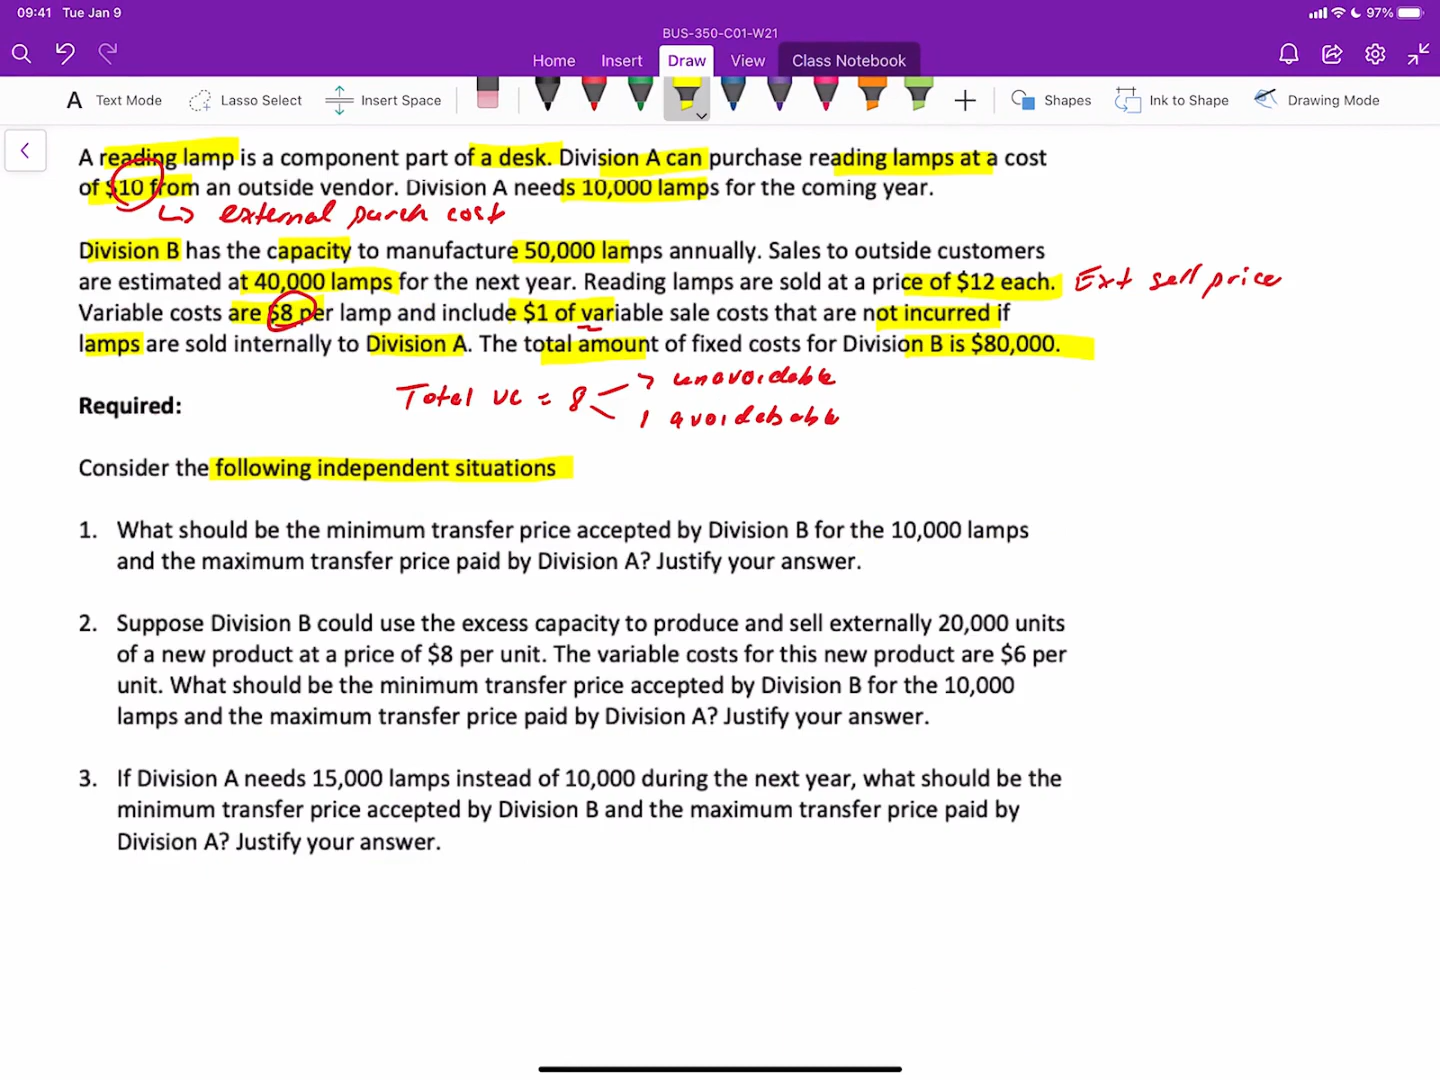 09:41 Tue Jan 9 97%
BUS-350-C01-W21
Home Insert Draw View Class Notebook
A Text Mode Lasso Select Insert Space Shapes Ink to Shape Drawing Mode
A reading lamp is a component part of a desk. Division A can purchase reading lamps at a cost
of $10 from an outside vendor. Division A needs 10,000 lamps for the coming year.
↳ external purch cost
Division B has the capacity to manufacture 50,000 lamps annually. Sales to outside customers
are estimated at 40,000 lamps for the next year. Reading lamps are sold at a price of $12 each. Ext sell price
Variable costs are $8 per lamp and include $1 of variable sale costs that are not incurred if
lamps are sold internally to Division A. The total amount of fixed costs for Division B is $80,000.
7 unavoidable
Total vc = 8
1 avoidebable
Required:
Consider the following independent situations
1. What should be the minimum transfer price accepted by Division B for the 10,000 lamps
and the maximum transfer price paid by Division A? Justify your answer.
2. Suppose Division B could use the excess capacity to produce and sell externally 20,000 units
of a new product at a price of $8 per unit. The variable costs for this new product are $6 per
unit. What should be the minimum transfer price accepted by Division B for the 10,000
lamps and the maximum transfer price paid by Division A? Justify your answer.
3. If Division A needs 15,000 lamps instead of 10,000 during the next year, what should be the
minimum transfer price accepted by Division B and the maximum transfer price paid by
Division A? Justify your answer.